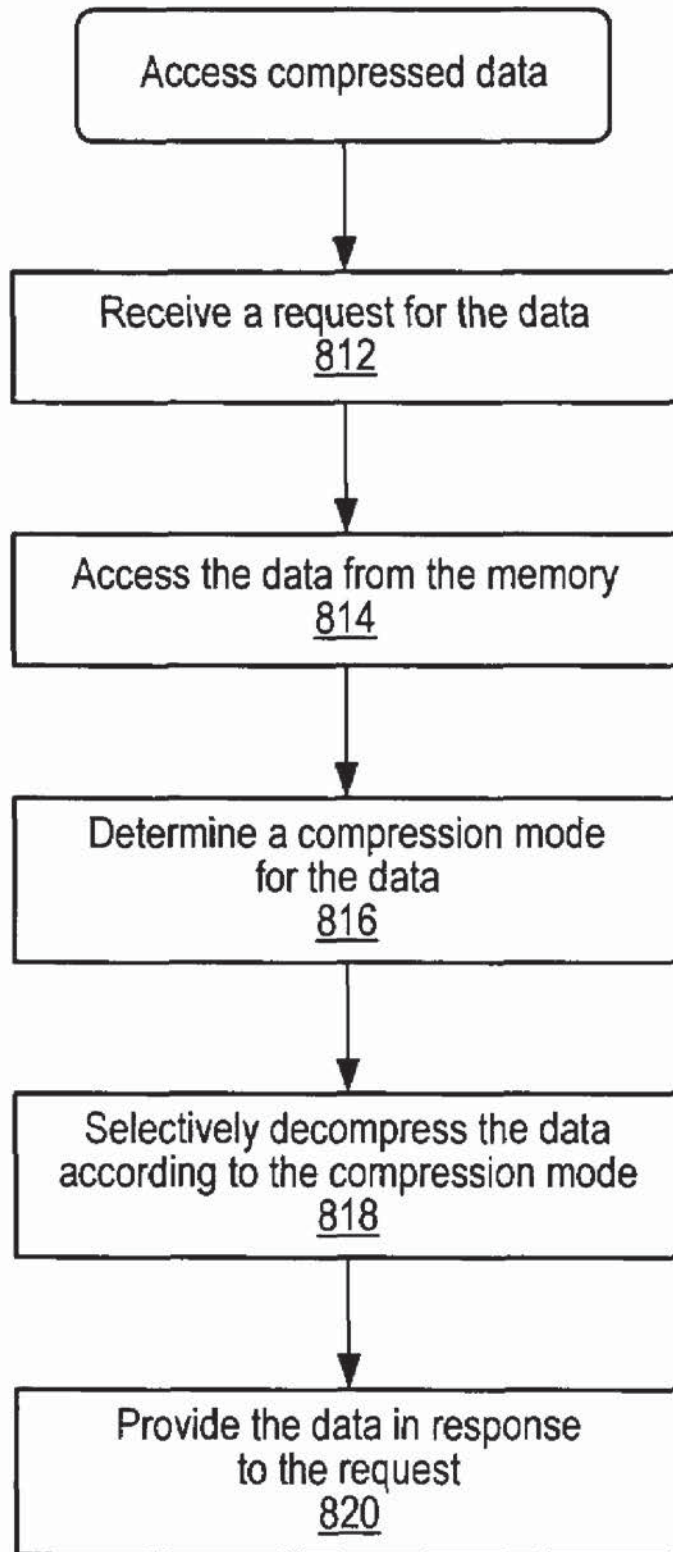 Access compressed data
Receive a request for the data
812
Access the data from the memory
814
Determine a compression mode
for the data
816
Selectively decompress the data
according to the compression mode
818
Provide the data in response
to the request
820